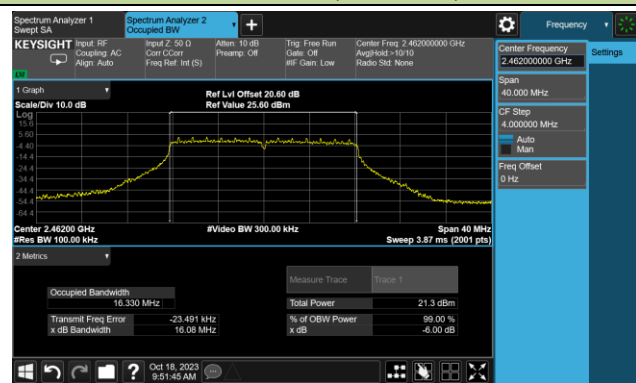 Spectrum Analyzer 1
Swept SA
Spectrum Analyzer 2
Occupied BW
+
Frequency
KEYSIGHT
Input: RF
Coupling: AC
Align: Auto
Input Z: 50 Ω
Corr CCorr
Freq Ref: Int (S)
Atten: 10 dB
Preamp: Off
Trig: Free Run
Gate: Off
#IF Gain: Low
Center Freq: 2.462000000 GHz
Avg|Hold:>10/10
Radio Std: None
LW
Center Frequency
2.462000000 GHz
Settings
Span
40.000 MHz
CF Step
4.000000 MHz
Auto
Man
Freq Offset
0 Hz
1 Graph
Scale/Div 10.0 dB
Ref Lvl Offset 20.60 dB
Ref Value 25.60 dBm
Log
15.6
5.60
-4.40
-14.4
-24.4
-34.4
-44.4
-54.4
-64.4
Center 2.46200 GHz
#Video BW 300.00 kHz
Span 40 MHz
#Res BW 100.00 kHz
Sweep 3.87 ms (2001 pts)
2 Metrics
Measure Trace
Trace 1
Occupied Bandwidth
16.330 MHz
Total Power
21.3 dBm
Transmit Freq Error
-23.491 kHz
% of OBW Power
99.00 %
x dB Bandwidth
16.08 MHz
x dB
-6.00 dB
?
Oct 18, 2023
9:51:45 AM